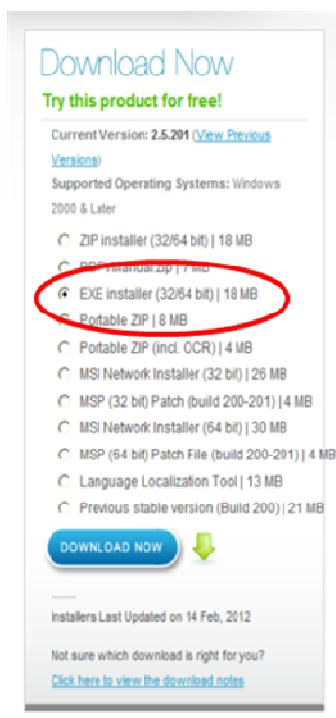 Download Now
Try this product for free!
Current Version: 2.5.201 (View Previous
Versions)
Supported Operating Systems: Windows
2000 & Later
ZIP installer (32/64 bit) | 18 MB
PDF Manual zip | 7 MB
EXE installer (32/64 bit) | 18 MB
Portable ZIP | 8 MB
Portable ZIP (incl. OCR) | 4 MB
MSI Network Installer (32 bit) | 26 MB
MSP (32 bit) Patch (build 200-201) | 4 MB
MSI Network Installer (64 bit) | 30 MB
MSP (64 bit) Patch File (build 200-201) | 4 MB
Language Localization Tool | 13 MB
Previous stable version (Build 200) | 21 MB
DOWNLOAD NOW
Installers Last Updated on 14 Feb, 2012
Not sure which download is right for you?
Click here to view the download notes